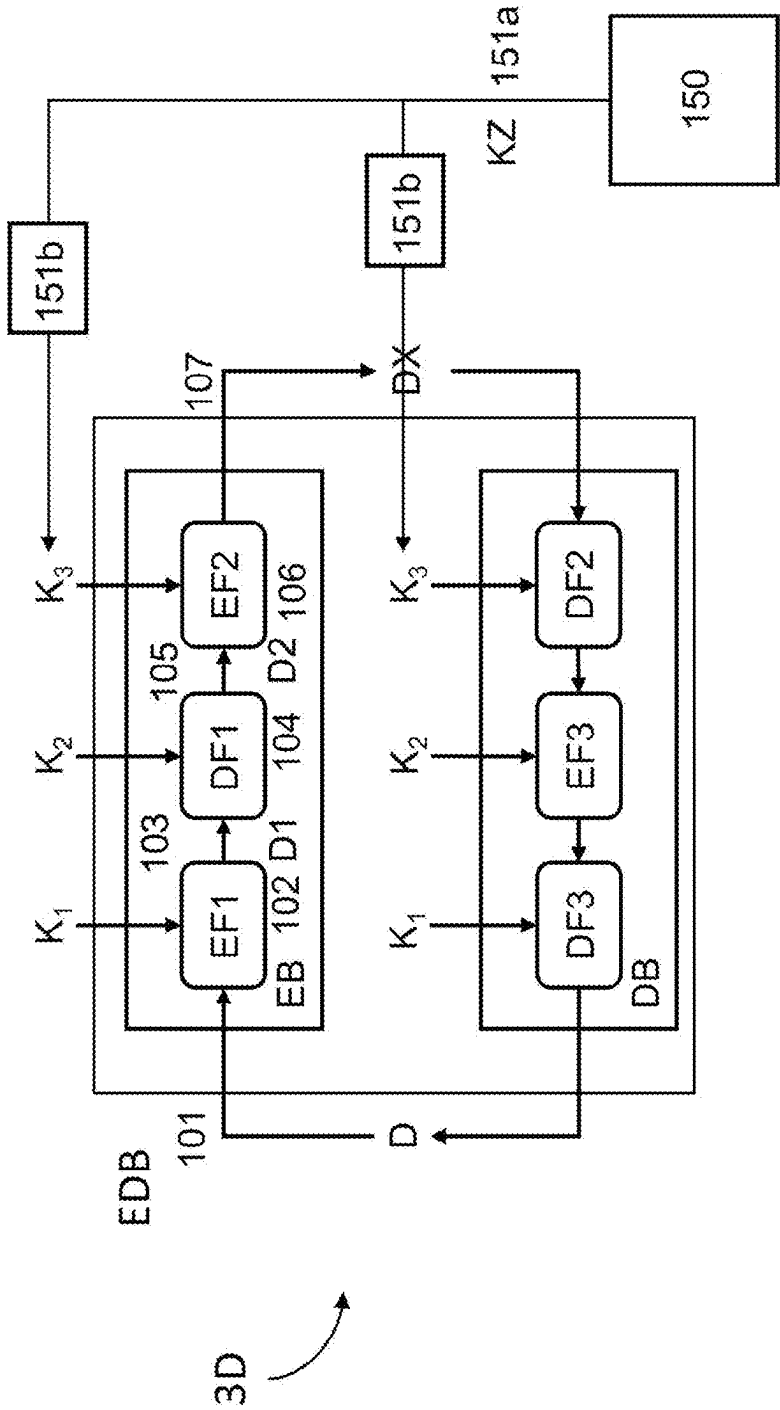 3D
EDB
151b
K₁
K₂
K₃
101
103
105
107
EF1
DF1
EF2
EB
102
D1
104
D2
106
D
DX
151b
KZ
151a
K₁
K₂
K₃
DF3
EF3
DF2
DB
150